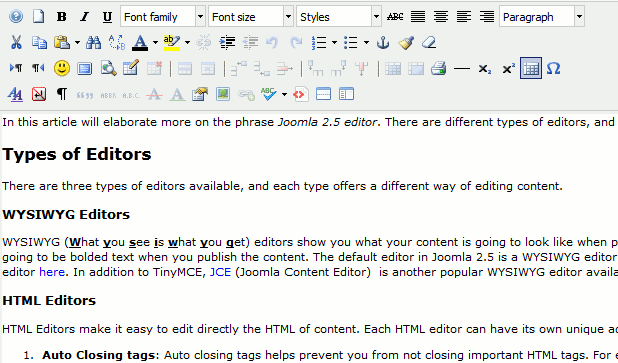 Font family Font size Styles ABC Paragraph
In this article will elaborate more on the phrase Joomla 2.5 editor. There are different types of editors, and
Types of Editors
There are three types of editors available, and each type offers a different way of editing content.
WYSIWYG Editors
WYSIWYG (What you see is what you get) editors show you what your content is going to look like when p
going to be bolded text when you publish the content. The default editor in Joomla 2.5 is a WYSIWYG editor
editor here. In addition to TinyMCE, JCE (Joomla Content Editor) is another popular WYSIWYG editor availa
HTML Editors
HTML Editors make it easy to edit directly the HTML of content. Each HTML editor can have its own unique ad
1. Auto Closing tags: Auto closing tags helps prevent you from not closing important HTML tags. For e